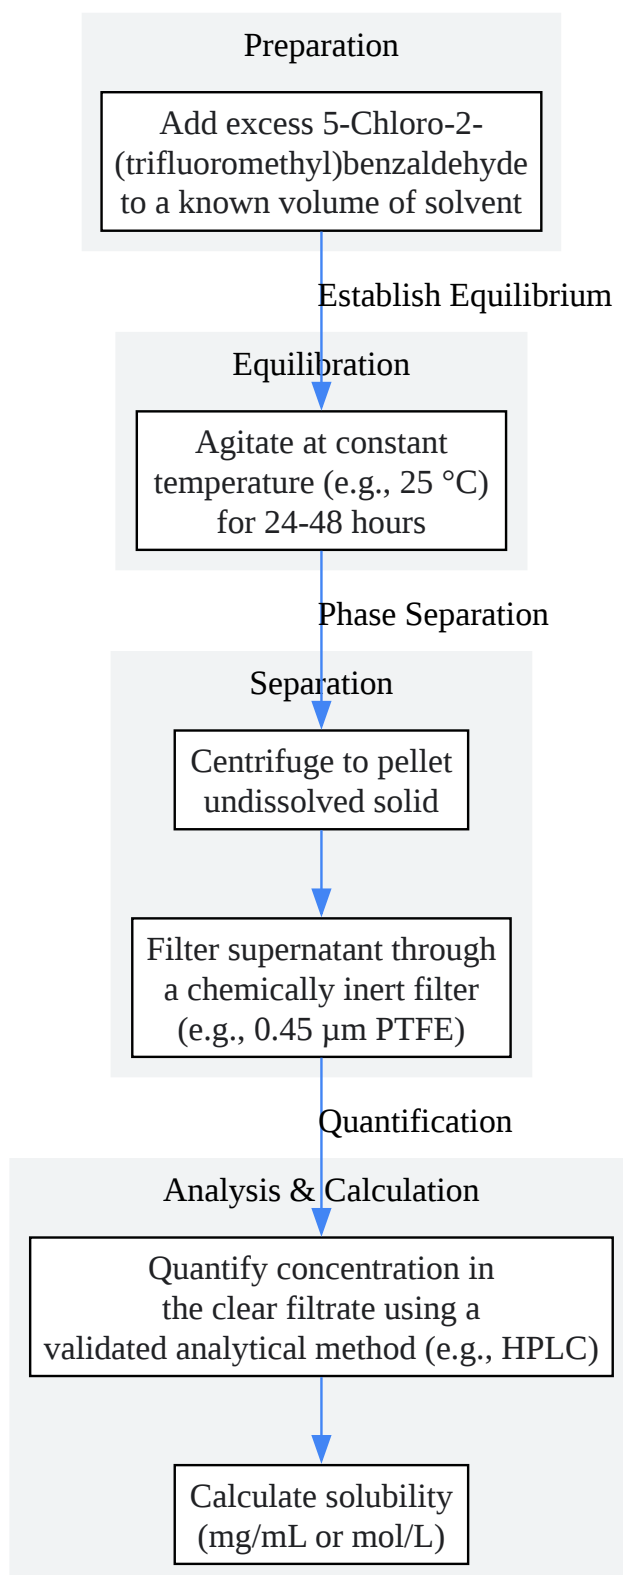 Preparation
Add excess 5-Chloro-2-
(trifluoromethyl)benzaldehyde
to a known volume of solvent
Establish Equilibrium
Equilibration
Agitate at constant
temperature (e.g., 25 °C)
for 24-48 hours
Phase Separation
Separation
Centrifuge to pellet
undissolved solid
Filter supernatant through
a chemically inert filter
(e.g., 0.45 µm PTFE)
Quantification
Analysis & Calculation
Quantify concentration in
the clear filtrate using a
validated analytical method (e.g., HPLC)
Calculate solubility
(mg/mL or mol/L)